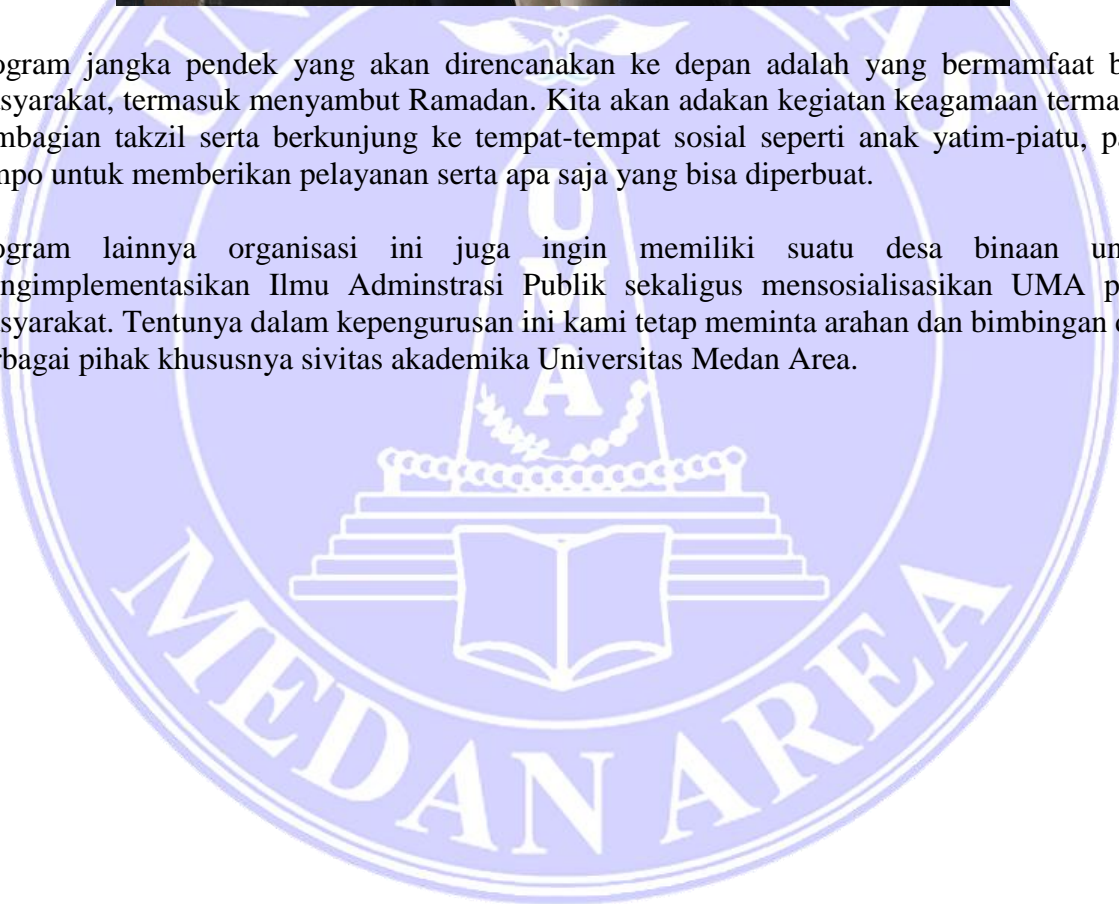 ogram jangka pendek yang akan direncanakan ke depan adalah yang bermamfaat b
syarakat, termasuk menyambut Ramadan. Kita akan adakan kegiatan keagamaan terma
mbagian takzil serta berkunjung ke tempat-tempat sosial seperti anak yatim-piatu, pa
mpo untuk memberikan pelayanan serta apa saja yang bisa diperbuat.
ogram lainnya organisasi ini juga ingin memiliki suatu desa binaan un
ngimplementasikan Ilmu Adminstrasi Publik sekaligus mensosialisasikan UMA p
syarakat. Tentunya dalam kepengurusan ini kami tetap meminta arahan dan bimbingan d
rbagai pihak khususnya sivitas akademika Universitas Medan Area.
UMA
MEDAN AREA